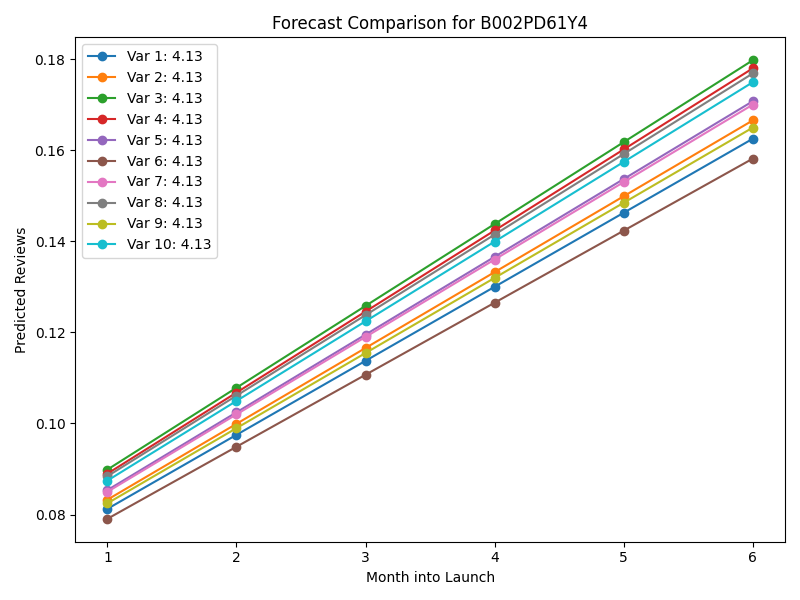 Forecast Comparison for B002PD61Y4
Var 1: 4.13
Var 2: 4.13
Var 3: 4.13
Var 4: 4.13
Var 5: 4.13
Var 6: 4.13
Var 7: 4.13
Var 8: 4.13
Var 9: 4.13
Var 10: 4.13
Predicted Reviews
0.18
0.16
0.14
0.12
0.10
0.08
1 2 3 4 5 6
Month into Launch